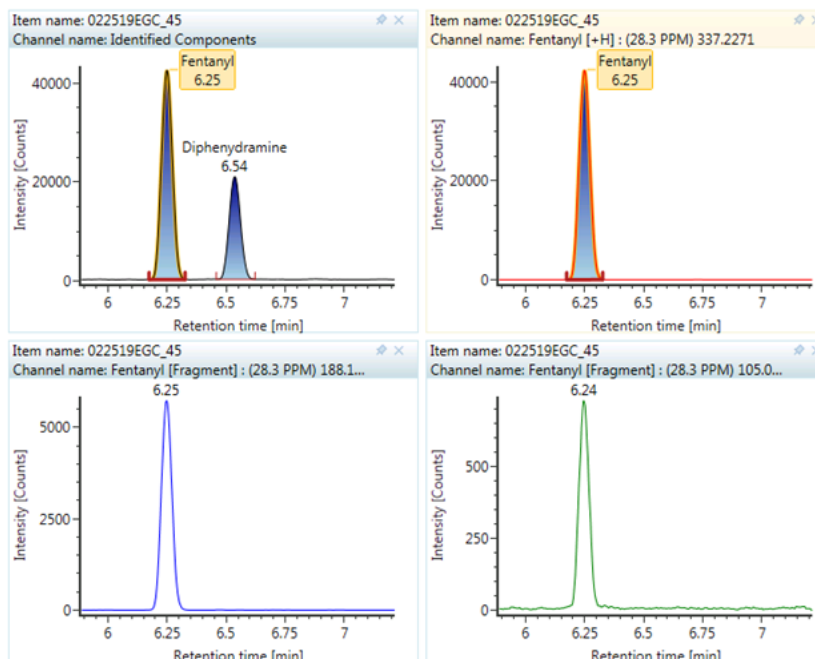 Item name: 022519EGC_45
Channel name: Identified Components
Fentanyl
6.25
Diphenydramine
6.54
40000
20000
0
Intensity [Counts]
6 6.25 6.5 6.75 7
Retention time [min]
Item name: 022519EGC_45
Channel name: Fentanyl [+H] : (28.3 PPM) 337.2271
Fentanyl
6.25
40000
20000
0
Intensity [Counts]
6 6.25 6.5 6.75 7
Retention time [min]
Item name: 022519EGC_45
Channel name: Fentanyl [Fragment] : (28.3 PPM) 188.1...
6.25
5000
2500
0
Intensity [Counts]
6 6.25 6.5 6.75 7
Retention time [min]
Item name: 022519EGC_45
Channel name: Fentanyl [Fragment] : (28.3 PPM) 105.0...
6.24
500
250
0
Intensity [Counts]
6 6.25 6.5 6.75 7
Retention time [min]